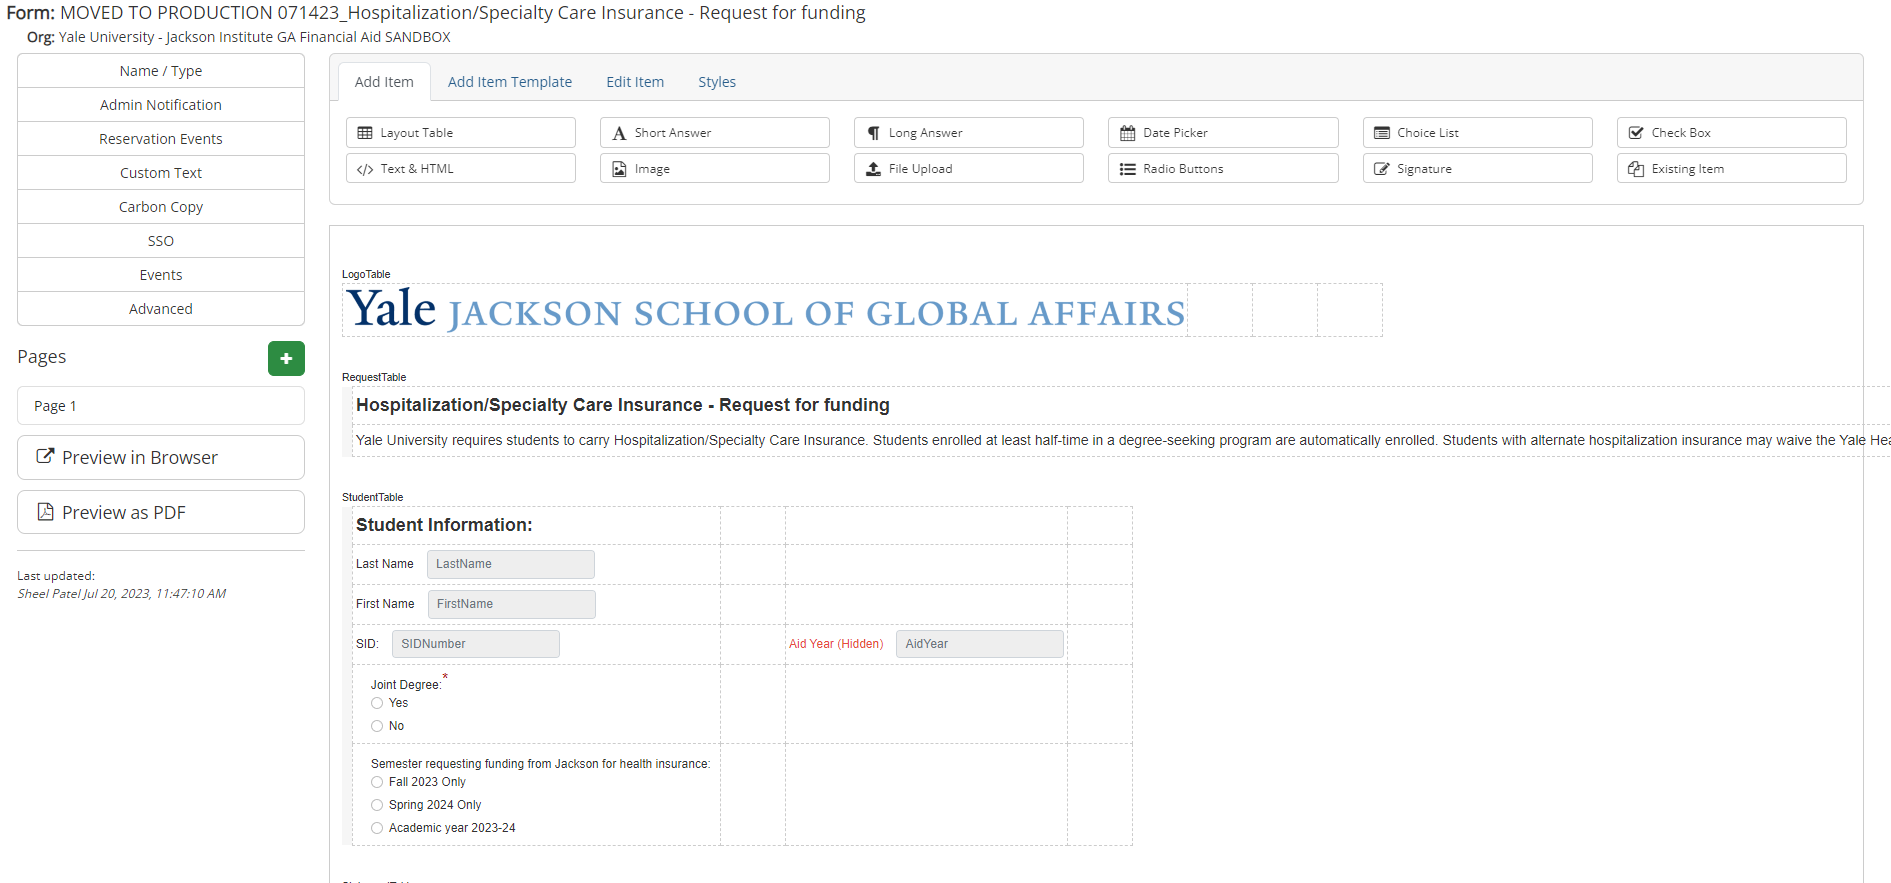 Form: MOVED TO PRODUCTION 071423_Hospitalization/Specialty Care Insurance - Request for funding
Org: Yale University - Jackson Institute GA Financial Aid SANDBOX
Name / Type
Admin Notification
Reservation Events
Custom Text
Carbon Copy
SSO
Events
Advanced
Pages
Page 1
Preview in Browser
Preview as PDF
Last updated:
Sheel Patel Jul 20, 2023, 11:47:10 AM
Add Item Add Item Template Edit Item Styles
Layout Table Short Answer Long Answer Date Picker Choice List Check Box
Text & HTML Image File Upload Radio Buttons Signature Existing Item
LogoTable
Yale JACKSON SCHOOL OF GLOBAL AFFAIRS
RequestTable
Hospitalization/Specialty Care Insurance - Request for funding
Yale University requires students to carry Hospitalization/Specialty Care Insurance. Students enrolled at least half-time in a degree-seeking program are automatically enrolled. Students with alternate hospitalization insurance may waive the Yale Hea
StudentTable
Student Information:
Last Name LastName
First Name FirstName
SID: SIDNumber Aid Year (Hidden) AidYear
Joint Degree:*
Yes
No
Semester requesting funding from Jackson for health insurance:
Fall 2023 Only
Spring 2024 Only
Academic year 2023-24